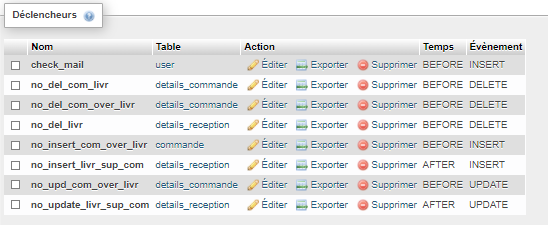 Déclencheurs
Nom Table Action Temps Évènement
check_mail user Éditer Exporter Supprimer BEFORE INSERT
no_del_com_livr details_commande Éditer Exporter Supprimer BEFORE DELETE
no_del_com_over_livr details_commande Éditer Exporter Supprimer BEFORE DELETE
no_del_livr details_reception Éditer Exporter Supprimer BEFORE DELETE
no_insert_com_over_livr commande Éditer Exporter Supprimer BEFORE INSERT
no_insert_livr_sup_com details_reception Éditer Exporter Supprimer AFTER INSERT
no_upd_com_over_livr details_commande Éditer Exporter Supprimer BEFORE UPDATE
no_update_livr_sup_com details_reception Éditer Exporter Supprimer AFTER UPDATE